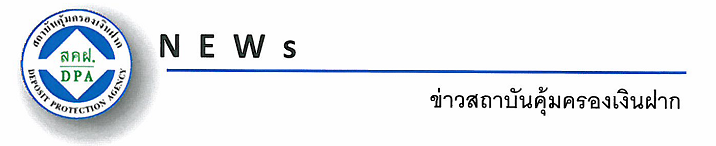 สถาบันคุ้มครองเงินฝาก
สคฝ.
DPA
DEPOSIT PROTECTION AGENCY
N E W s
ข่าวสถาบันคุ้มครองเงินฝาก